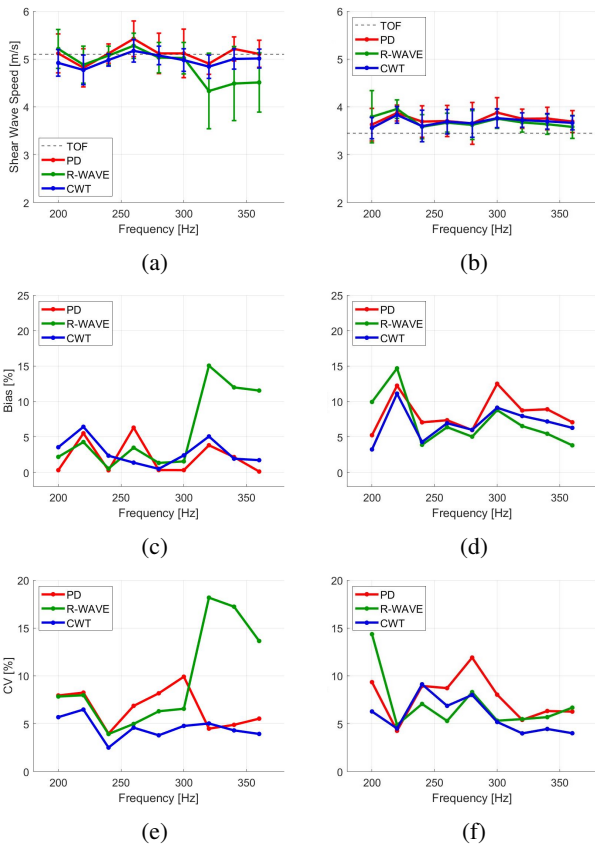 6
5
4
3
2
Shear Wave Speed [m/s]
TOF
PD
R-WAVE
CWT
200
250
300
350
Frequency [Hz]
(a)
6
5
4
3
2
TOF
PD
R-WAVE
CWT
200
250
300
350
Frequency [Hz]
(b)
25
20
15
10
5
0
Bias [%]
PD
R-WAVE
CWT
200
250
300
350
Frequency [Hz]
(c)
25
20
15
10
5
0
PD
R-WAVE
CWT
200
250
300
350
Frequency [Hz]
(d)
20
15
10
5
0
CV [%]
PD
R-WAVE
CWT
200
250
300
350
Frequency [Hz]
(e)
20
15
10
5
0
PD
R-WAVE
CWT
200
250
300
350
Frequency [Hz]
(f)